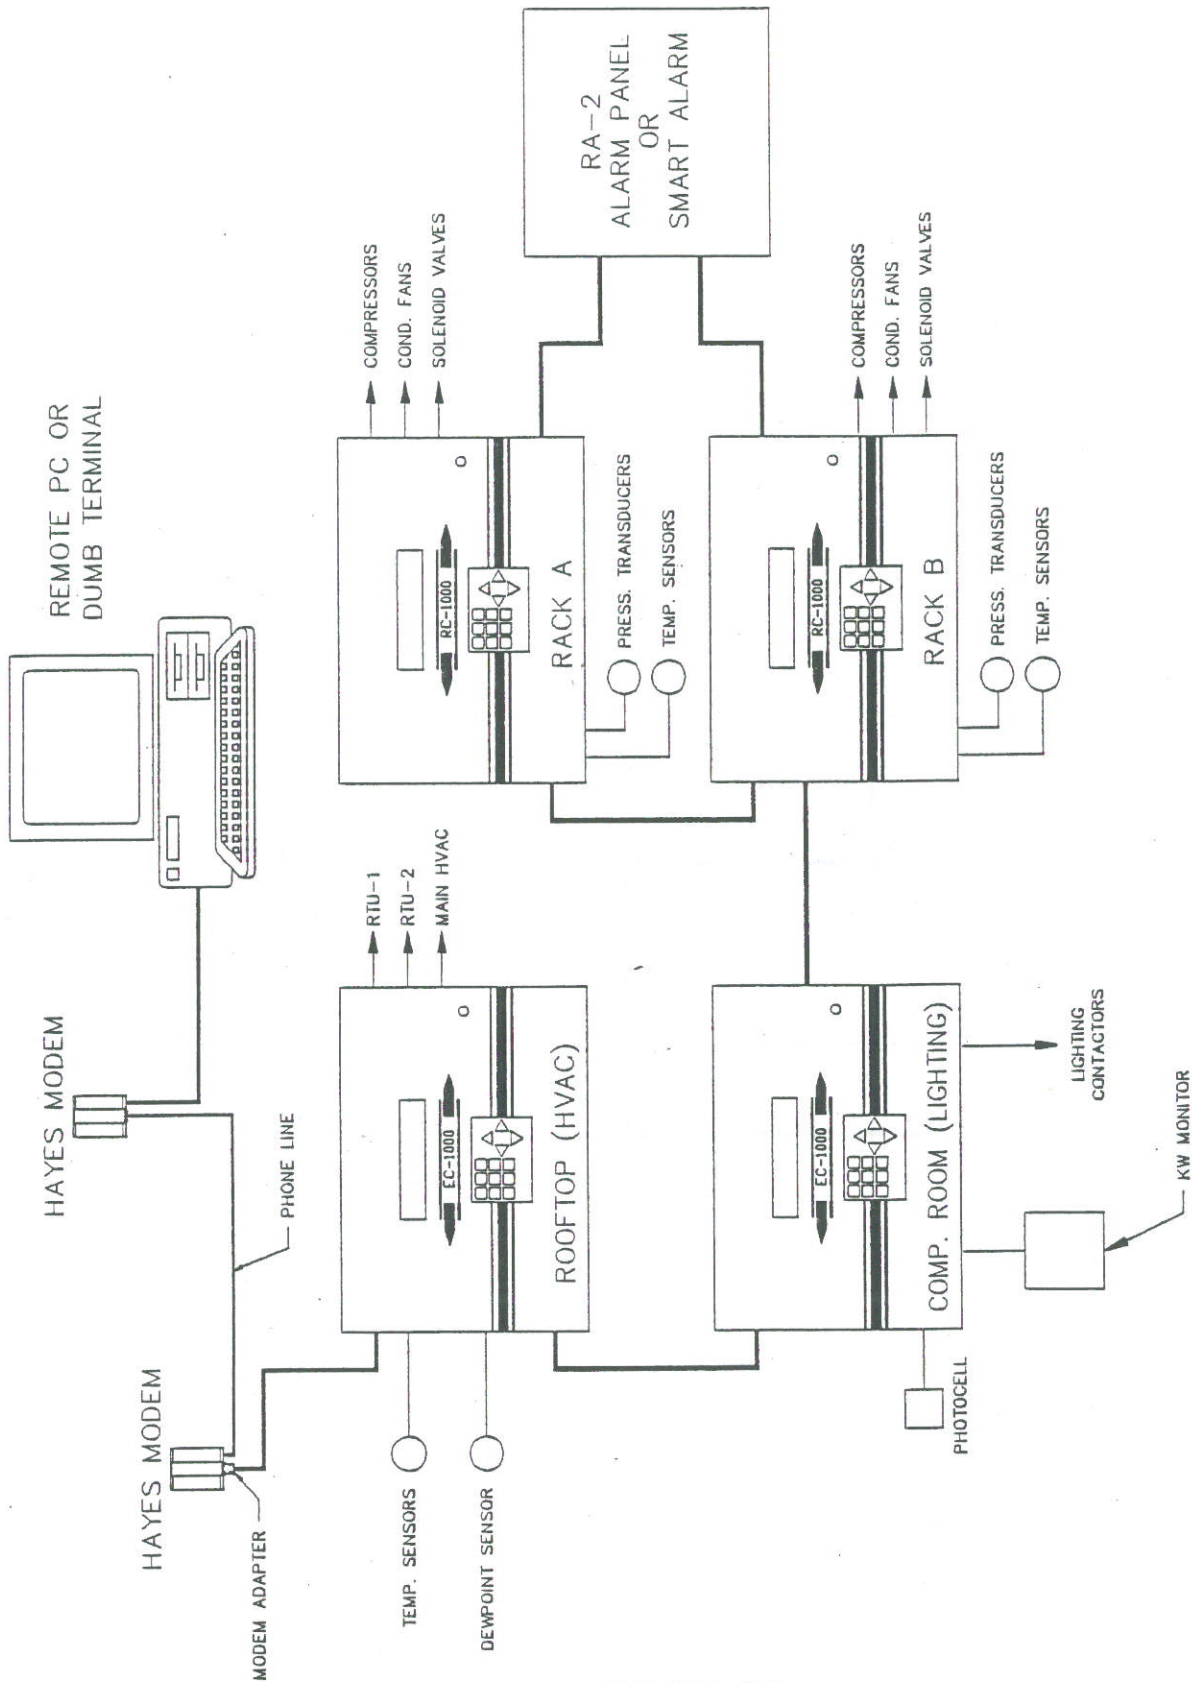 REMOTE PC OR
DUMB TERMINAL
HAYES MODEM
HAYES MODEM
PHONE LINE
MODEM ADAPTER
TEMP. SENSORS
DEWPOINT SENSOR
EC-1000
ROOFTOP (HVAC)
RTU-1
RTU-2
MAIN HVAC
RC-1000
RACK A
COMPRESSORS
COND. FANS
SOLENOID VALVES
PRESS. TRANSDUCERS
TEMP. SENSORS
RA-2
ALARM PANEL
OR
SMART ALARM
EC-1000
COMP. ROOM (LIGHTING)
PHOTOCELL
KW MONITOR
LIGHTING
CONTACTORS
RC-1000
RACK B
COMPRESSORS
COND. FANS
SOLENOID VALVES
PRESS. TRANSDUCERS
TEMP. SENSORS